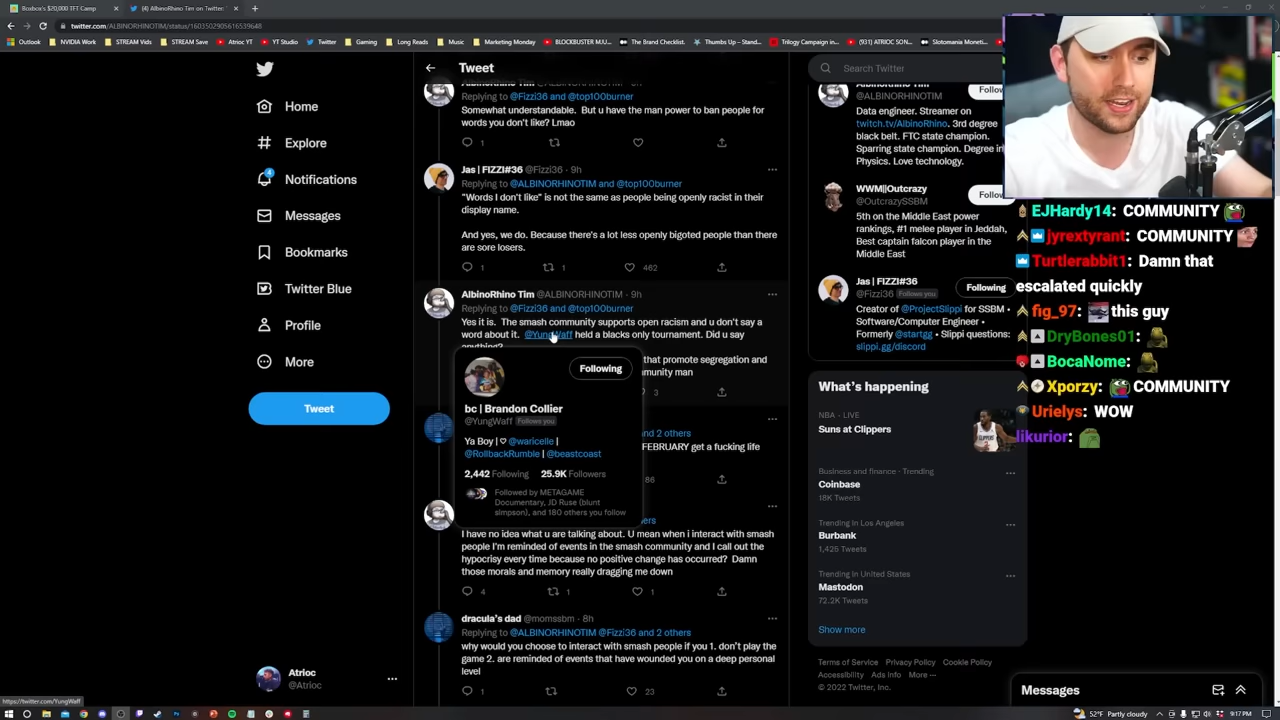 Boxbox's $20,000 TFT Camp
(4) AlbinoRhino Tim on Twitter:
twitter.com/ALBINORHINOTIM/status/1603502905616539648
Outlook
NVIDIA Work
STREAM Vids
STREAM Save
Atrioc YT
YT Studio
Twitter
Gaming
Long Reads
Music
Marketing Monday
BLOCKBUSTER MU...
The Brand Checklist.
Thumbs Up – Stand...
Trilogy Campaign in...
(931) ATRIOC SON...
Slotomania Moneti...
Home
Explore
4
Notifications
Messages
Bookmarks
Twitter Blue
Profile
More
Tweet
Atrioc
@Atrioc
https://twitter.com/YungWaff
Tweet
AlbinoRhino Tim @ALBINORHINOTIM · 9h
Replying to @Fizzi36 and @top100burner
Somewhat understandable. But u have the man power to ban people for
words you don't like? Lmao
1
Jas | FIZZI#36 @Fizzi36 · 9h
Replying to @ALBINORHINOTIM and @top100burner
"Words I don't like" is not the same as people being openly racist in their
display name.
And yes, we do. Because there's a lot less openly bigoted people than there
are sore losers.
1 1 462
AlbinoRhino Tim @ALBINORHINOTIM · 9h
Replying to @Fizzi36 and @top100burner
Yes it is. The smash community supports open racism and u don't say a
word about it. @YungWaff held a blacks only tournament. Did u say
anything?
that promote segregation and
munity man
3
bc | Brandon Collier
@YungWaff Follows you
Following
Ya Boy | ♡ @waricelle |
@RollbackRumble | @beastcoast
2,442 Following 25.9K Followers
Followed by METAGAME
Documentary, JD Ruse (blunt
simpson), and 180 others you follow
and 2 others
FEBRUARY get a fucking life
86
ers
I have no idea what u are talking about. U mean when i interact with smash
people I'm reminded of events in the smash community and I call out the
hypocrisy every time because no positive change has occurred? Damn
those morals and memory really dragging me down
4 1 1
dracula's dad @momssbm · 8h
Replying to @ALBINORHINOTIM @Fizzi36 and 2 others
why would you choose to interact with smash people if you 1. don't play the
game 2. are reminded of events that have wounded you on a deep personal
level
1 23
Search Twitter
AlbinoRhino Tim
@ALBINORHINOTIM
Follow
Data engineer. Streamer on
twitch.tv/AlbinoRhino. 3rd degree
black belt. FTC state champion.
Sparring state champion. Degree in
Physics. Love technology.
WWM||Outcrazy
@OutcrazySSBM
Follow
5th on the Middle East power
rankings, #1 melee player in Jeddah,
Best captain falcon player in the
Middle East
Jas | FIZZI#36
@Fizzi36 Follows you
Following
Creator of @ProjectSlippi for SSBM •
Software/Computer Engineer •
Formerly @startgg • Slippi questions:
slippi.gg/discord
What's happening
NBA · LIVE
Suns at Clippers
Business and finance · Trending
Coinbase
18K Tweets
Trending in Los Angeles
Burbank
1,425 Tweets
Trending in United States
Mastodon
72.2K Tweets
Show more
Terms of Service Privacy Policy Cookie Policy
Accessibility Ads info More ···
© 2022 Twitter, Inc.
EJHardy14: COMMUNITY
jyrextyrant: COMMUNITY
Turtlerabbit1: Damn that
escalated quickly
fig_97: this guy
DryBones01:
BocaNome:
Xporzy: COMMUNITY
Urielys: WOW
likurior:
Messages
52°F Partly cloudy
9:17 PM